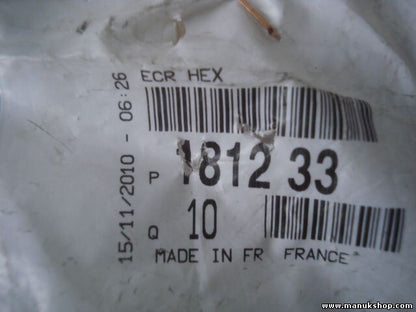 ECR HEX
15/11/2010 - 06:26
P 1812 33
Q 10
MADE IN FR FRANCE
www.manukshop.com